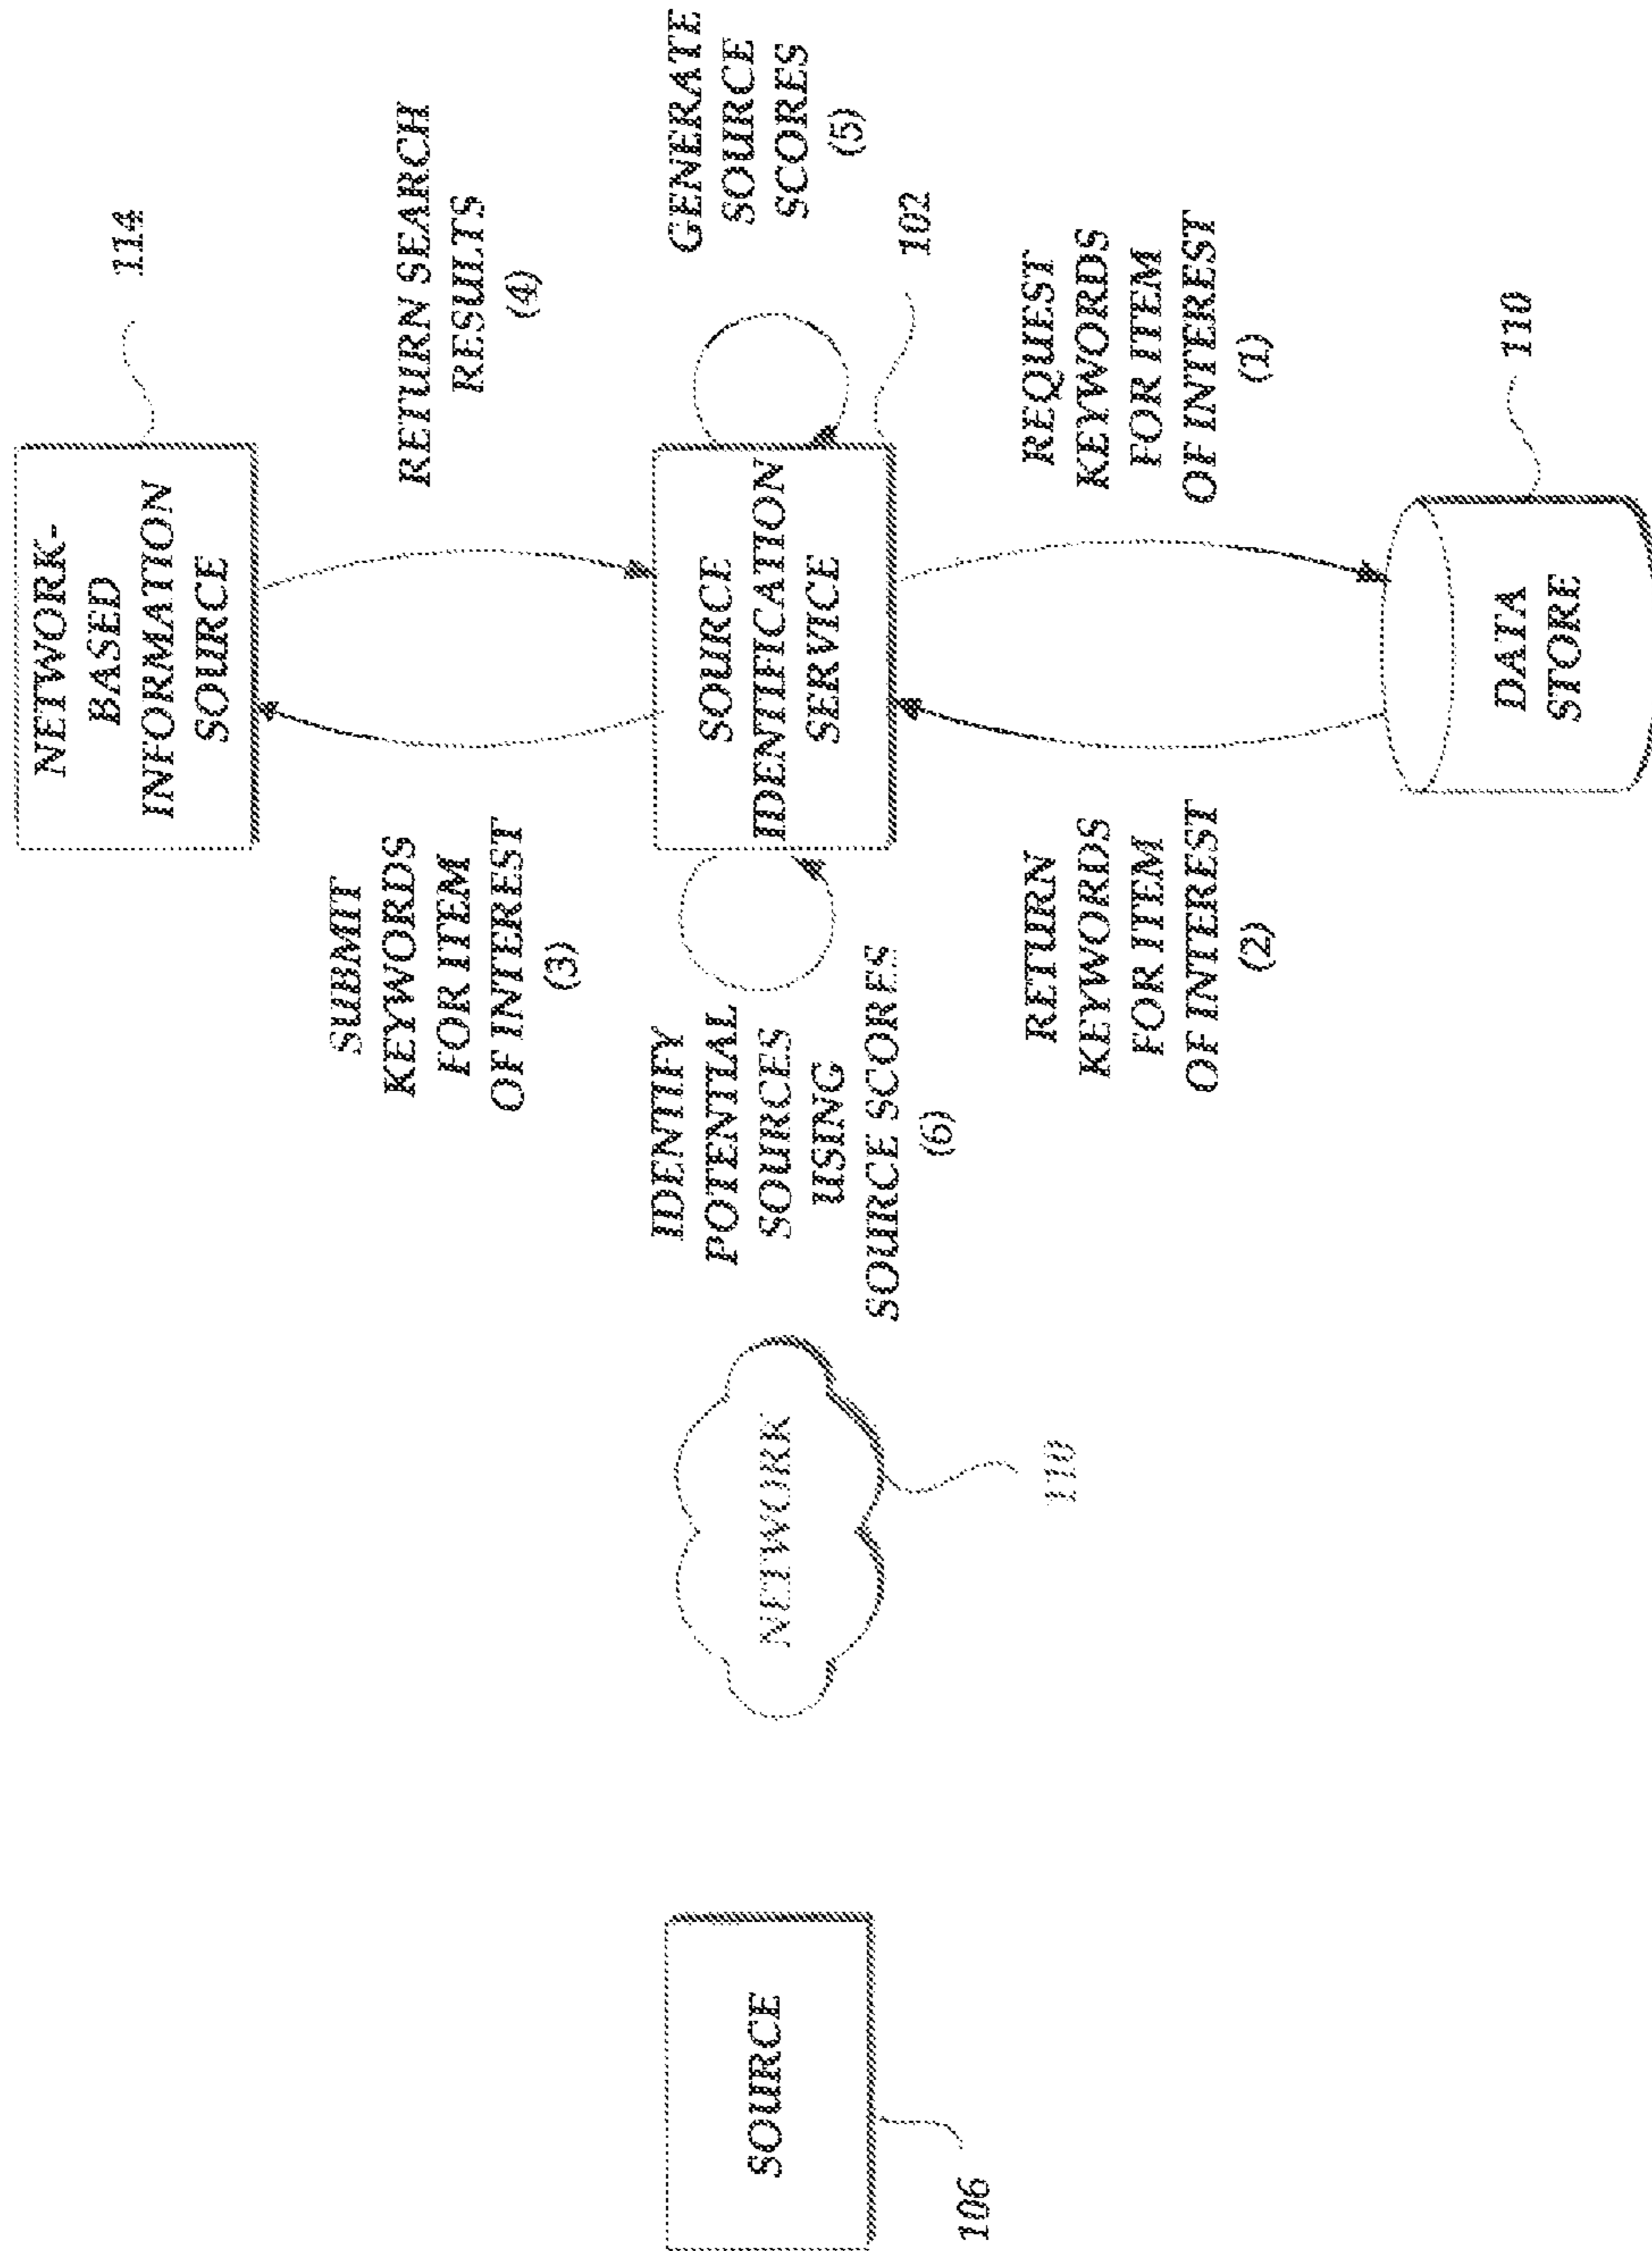 NETWORK-
BASED
INFORMATION
SOURCE
114
SUBMIT
KEYWORDS
FOR ITEM
OF INTEREST
(3)
RETURN SEARCH
RESULTS
(4)
SOURCE
106
NETWORK
110
IDENTIFY
POTENTIAL
SOURCES
USING
SOURCE SCORES
(6)
SOURCE
IDENTIFICATION
SERVICE
102
GENERATE
SOURCE
SCORES
(5)
RETURN
KEYWORDS
FOR ITEM
OF INTEREST
(2)
REQUEST
KEYWORDS
FOR ITEM
OF INTEREST
(1)
DATA
STORE
110